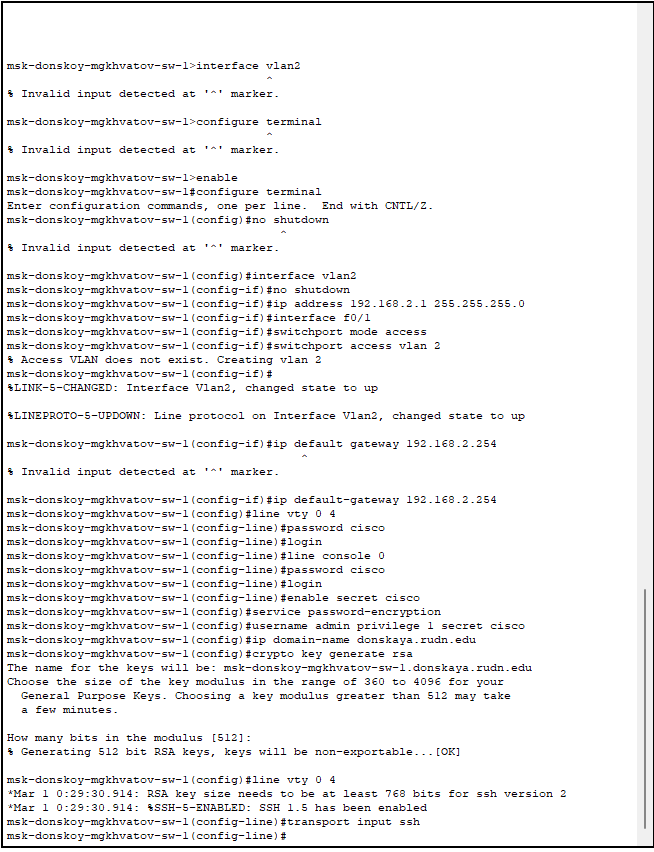 msk-donskoy-mgkhvatov-sw-1>interface vlan2
^
% Invalid input detected at '^' marker.
msk-donskoy-mgkhvatov-sw-1>configure terminal
^
% Invalid input detected at '^' marker.
msk-donskoy-mgkhvatov-sw-1>enable
msk-donskoy-mgkhvatov-sw-1#configure terminal
Enter configuration commands, one per line.  End with CNTL/Z.
msk-donskoy-mgkhvatov-sw-1(config)#no shutdown
^
% Invalid input detected at '^' marker.
msk-donskoy-mgkhvatov-sw-1(config)#interface vlan2
msk-donskoy-mgkhvatov-sw-1(config-if)#no shutdown
msk-donskoy-mgkhvatov-sw-1(config-if)#ip address 192.168.2.1 255.255.255.0
msk-donskoy-mgkhvatov-sw-1(config-if)#interface f0/1
msk-donskoy-mgkhvatov-sw-1(config-if)#switchport mode access
msk-donskoy-mgkhvatov-sw-1(config-if)#switchport access vlan 2
% Access VLAN does not exist. Creating vlan 2
msk-donskoy-mgkhvatov-sw-1(config-if)#
%LINK-5-CHANGED: Interface Vlan2, changed state to up
%LINEPROTO-5-UPDOWN: Line protocol on Interface Vlan2, changed state to up
msk-donskoy-mgkhvatov-sw-1(config-if)#ip default gateway 192.168.2.254
^
% Invalid input detected at '^' marker.
msk-donskoy-mgkhvatov-sw-1(config-if)#ip default-gateway 192.168.2.254
msk-donskoy-mgkhvatov-sw-1(config)#line vty 0 4
msk-donskoy-mgkhvatov-sw-1(config-line)#password cisco
msk-donskoy-mgkhvatov-sw-1(config-line)#login
msk-donskoy-mgkhvatov-sw-1(config-line)#line console 0
msk-donskoy-mgkhvatov-sw-1(config-line)#password cisco
msk-donskoy-mgkhvatov-sw-1(config-line)#login
msk-donskoy-mgkhvatov-sw-1(config-line)#enable secret cisco
msk-donskoy-mgkhvatov-sw-1(config)#service password-encryption
msk-donskoy-mgkhvatov-sw-1(config)#username admin privilege 1 secret cisco
msk-donskoy-mgkhvatov-sw-1(config)#ip domain-name donskaya.rudn.edu
msk-donskoy-mgkhvatov-sw-1(config)#crypto key generate rsa
The name for the keys will be: msk-donskoy-mgkhvatov-sw-1.donskaya.rudn.edu
Choose the size of the key modulus in the range of 360 to 4096 for your
General Purpose Keys. Choosing a key modulus greater than 512 may take
a few minutes.
How many bits in the modulus [512]:
% Generating 512 bit RSA keys, keys will be non-exportable...[OK]
msk-donskoy-mgkhvatov-sw-1(config)#line vty 0 4
*Mar 1 0:29:30.914: RSA key size needs to be at least 768 bits for ssh version 2
*Mar 1 0:29:30.914: %SSH-5-ENABLED: SSH 1.5 has been enabled
msk-donskoy-mgkhvatov-sw-1(config-line)#transport input ssh
msk-donskoy-mgkhvatov-sw-1(config-line)#